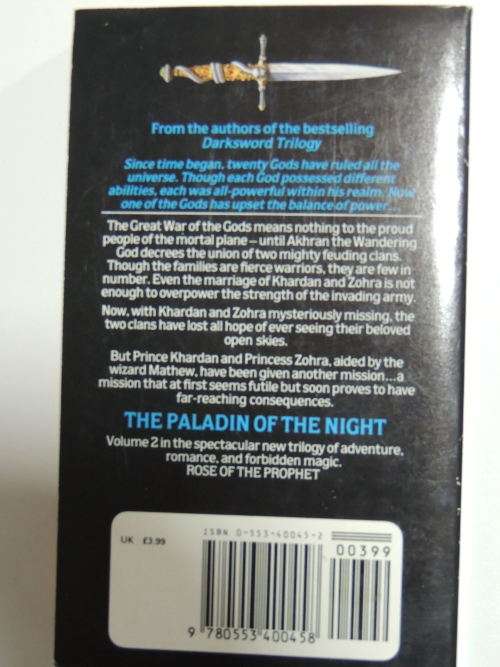 From the authors of the bestselling
Darksword Trilogy
Since time began, twenty Gods have ruled all the
universe. Though each God possessed different
abilities, each was all-powerful within his realm. Now
one of the Gods has upset the balance of power...
The Great War of the Gods means nothing to the proud
people of the mortal plane – until Akhran the Wandering
God decrees the union of two mighty feuding clans.
Though the families are fierce warriors, they are few in
number. Even the marriage of Khardan and Zohra is not
enough to overpower the strength of the invading army.
Now, with Khardan and Zohra mysteriously missing, the
two clans have lost all hope of ever seeing their beloved
open skies.
But Prince Khardan and Princess Zohra, aided by the
wizard Mathew, have been given another mission...a
mission that at first seems futile but soon proves to have
far-reaching consequences.
THE PALADIN OF THE NIGHT
Volume 2 in the spectacular new trilogy of adventure,
romance, and forbidden magic.
ROSE OF THE PROPHET
UK £3.99
ISBN 0-553-40045-2
00399
9 780553 400458